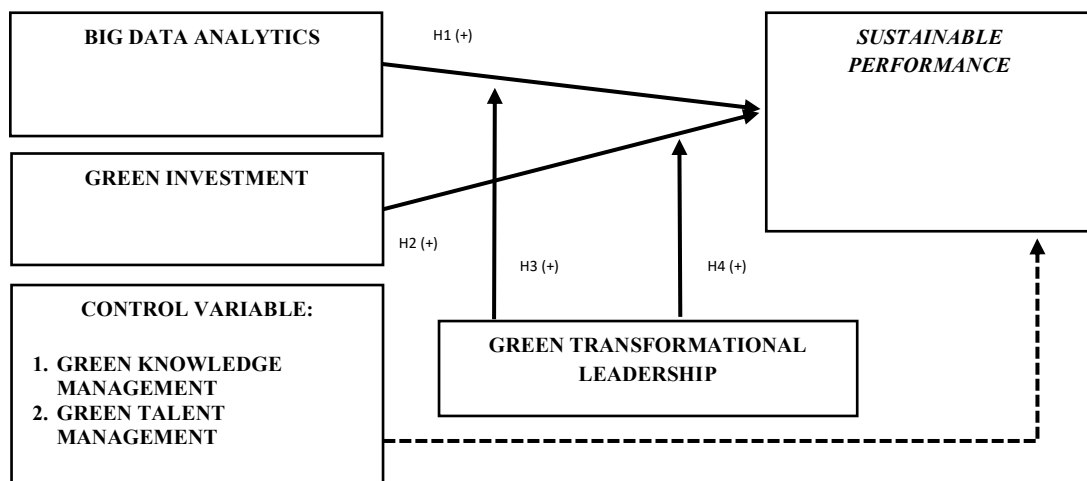 BIG DATA ANALYTICS
H1 (+)
SUSTAINABLE
PERFORMANCE
GREEN INVESTMENT
H2 (+)
H3 (+)
H4 (+)
CONTROL VARIABLE:
1. GREEN KNOWLEDGE
MANAGEMENT
2. GREEN TALENT
MANAGEMENT
GREEN TRANSFORMATIONAL
LEADERSHIP